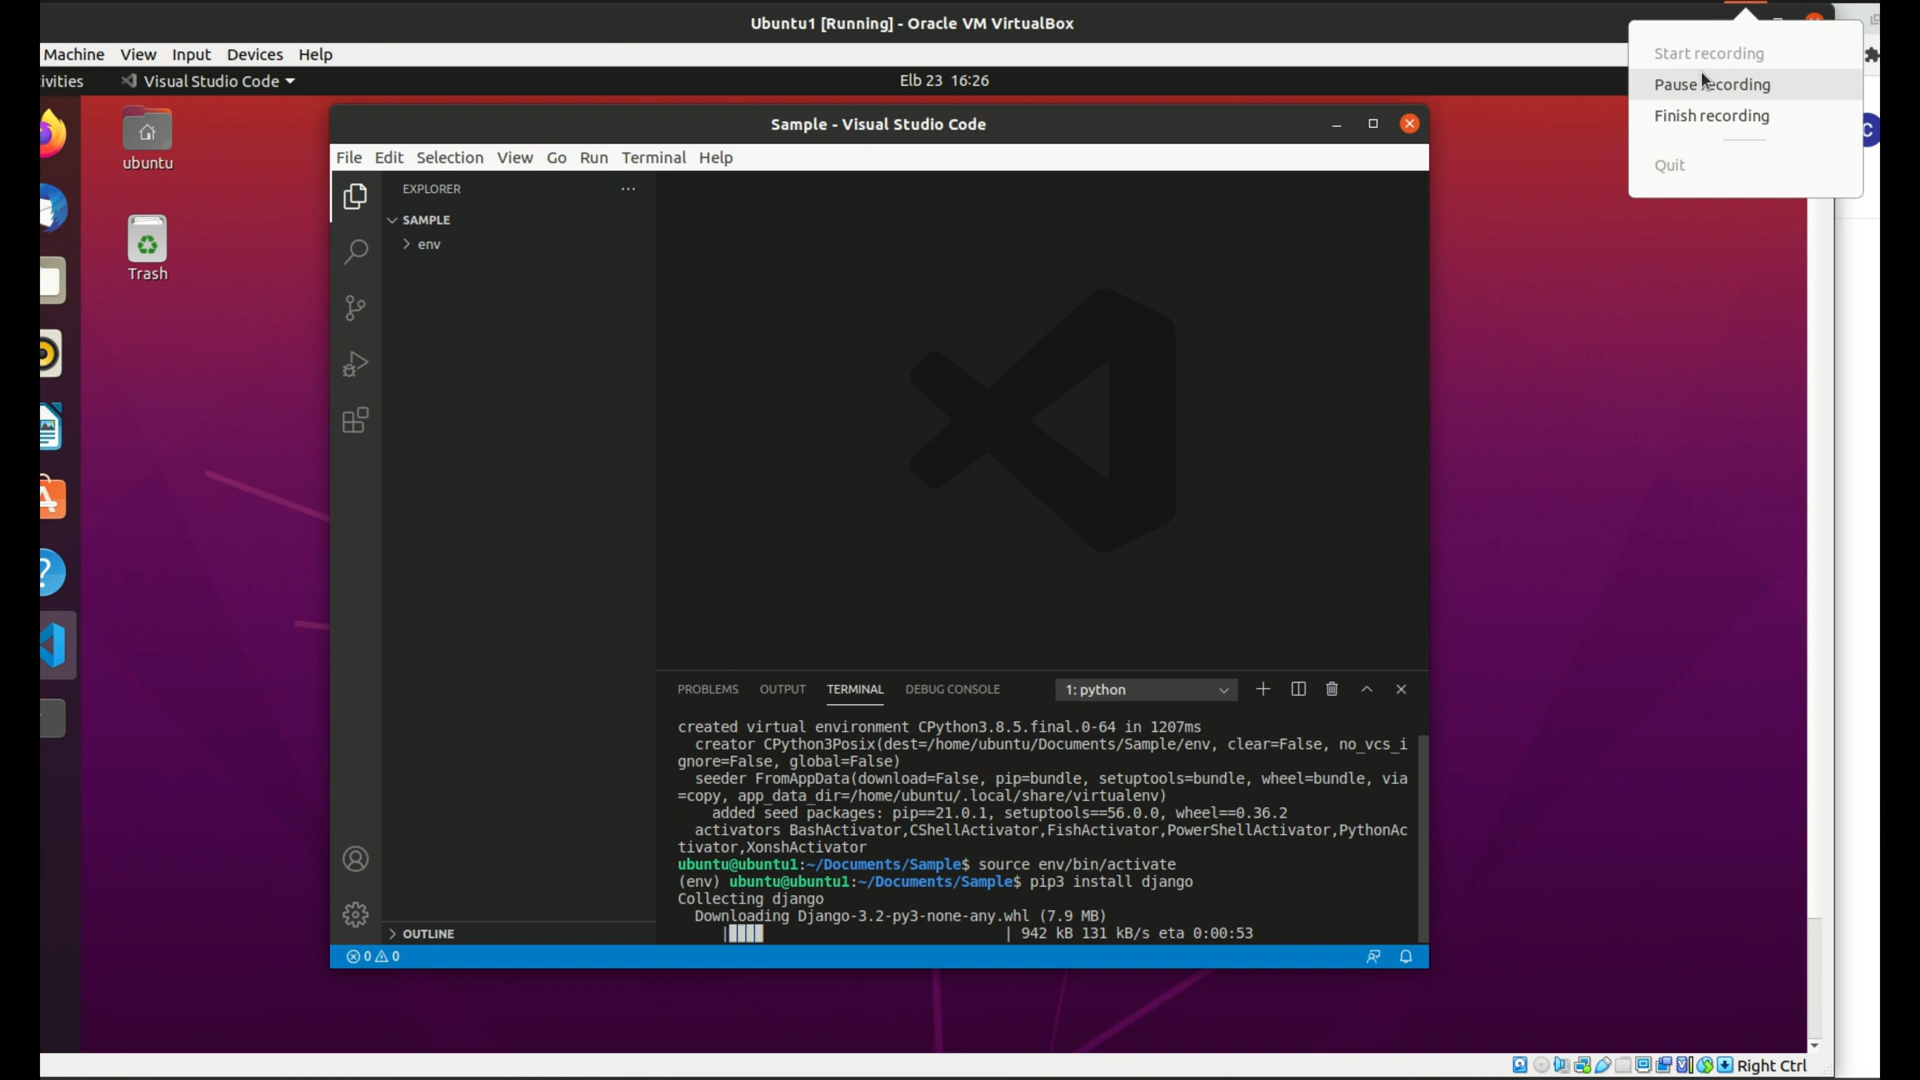 Ubuntu1 [Running] - Oracle VM VirtualBox
Machine View Input Devices Help
ivities
Visual Studio Code
Elb 23 16:26
Start recording
Pause recording
Finish recording
Quit
C
ubuntu
Trash
Sample - Visual Studio Code
File Edit Selection View Go Run Terminal Help
EXPLORER
SAMPLE
env
OUTLINE
PROBLEMS OUTPUT TERMINAL DEBUG CONSOLE 1: python
created virtual environment CPython3.8.5.final.0-64 in 1207ms
creator CPython3Posix(dest=/home/ubuntu/Documents/Sample/env, clear=False, no_vcs_i
gnore=False, global=False)
seeder FromAppData(download=False, pip=bundle, setuptools=bundle, wheel=bundle, via
=copy, app_data_dir=/home/ubuntu/.local/share/virtualenv)
added seed packages: pip==21.0.1, setuptools==56.0.0, wheel==0.36.2
activators BashActivator,CShellActivator,FishActivator,PowerShellActivator,PythonAc
tivator,XonshActivator
ubuntu@ubuntu1:~/Documents/Sample$ source env/bin/activate
(env) ubuntu@ubuntu1:~/Documents/Sample$ pip3 install django
Collecting django
Downloading Django-3.2-py3-none-any.whl (7.9 MB)
| | 942 kB 131 kB/s eta 0:00:53
0 0
Right Ctrl